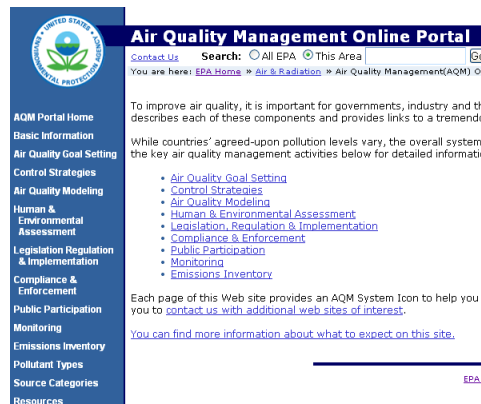 UNITED STATES
ENVIRONMENTAL PROTECTION AGENCY
Air Quality Management Online Portal
Contact Us Search: All EPA This Area
You are here: EPA Home » Air & Radiation » Air Quality Management(AQM) O
AQM Portal Home
Basic Information
Air Quality Goal Setting
Control Strategies
Air Quality Modeling
Human &
Environmental
Assessment
Legislation Regulation
& Implementation
Compliance &
Enforcement
Public Participation
Monitoring
Emissions Inventory
Pollutant Types
Source Categories
Resources
To improve air quality, it is important for governments, industry and th
describes each of these components and provides links to a tremend
While countries' agreed-upon pollution levels vary, the overall system
the key air quality management activities below for detailed informati
• Air Quality Goal Setting
• Control Strategies
• Air Quality Modeling
• Human & Environmental Assessment
• Legislation, Regulation & Implementation
• Compliance & Enforcement
• Public Participation
• Monitoring
• Emissions Inventory
Each page of this Web site provides an AQM System Icon to help you
you to contact us with additional web sites of interest.
You can find more information about what to expect on this site.
EPA